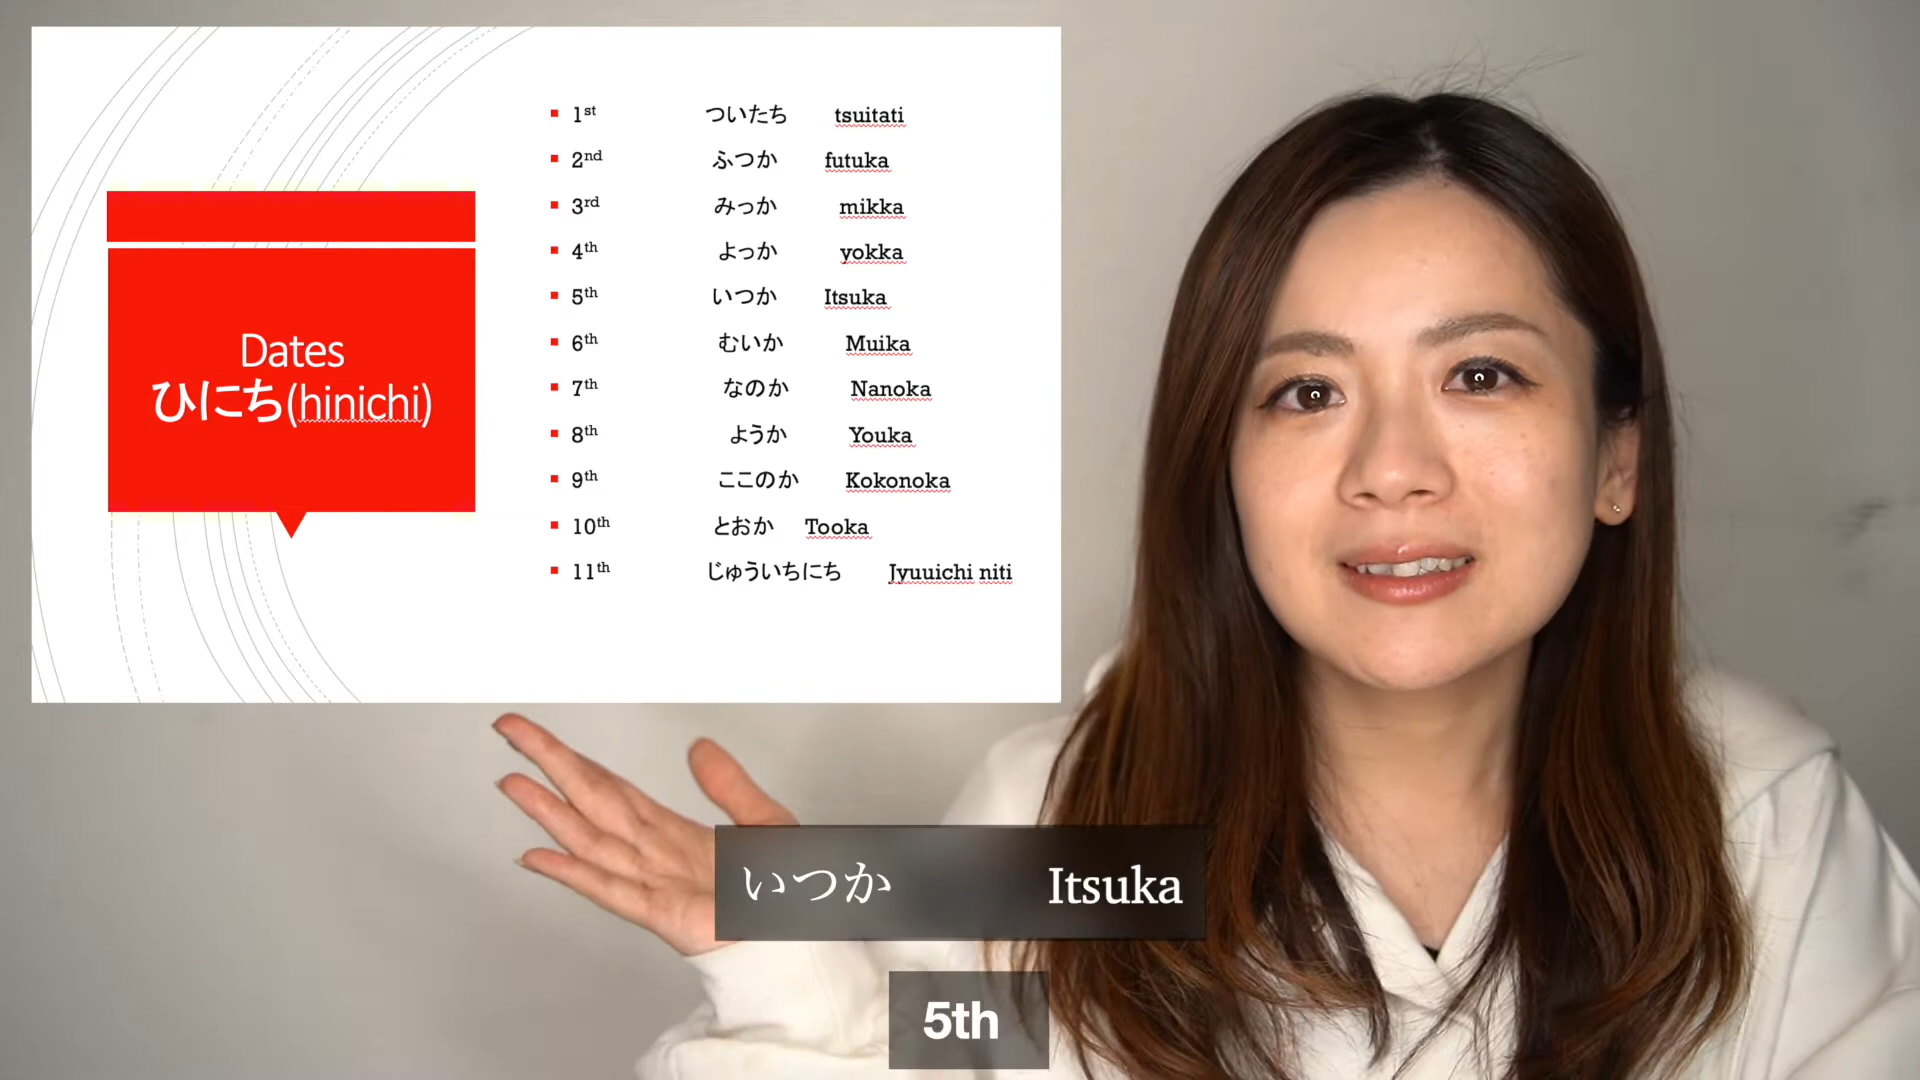 Dates
ひにち(hinichi)
1st ついたち tsuitati
2nd ふつか futuka
3rd みっか mikka
4th よっか yokka
5th いつか Itsuka
6th むいか Muika
7th なのか Nanoka
8th ようか Youka
9th ここのか Kokonoka
10th とおか Tooka
11th じゅういちにち Jyuuichi niti
いつか Itsuka
5th